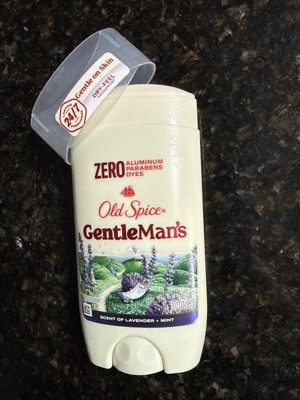 Gentle on Skin
24/7
DRY-FEEL
ZERO
ALUMINUM
PARABENS
DYES
Old Spice®
GentleMan's
SCENT OF LAVENDER + MINT